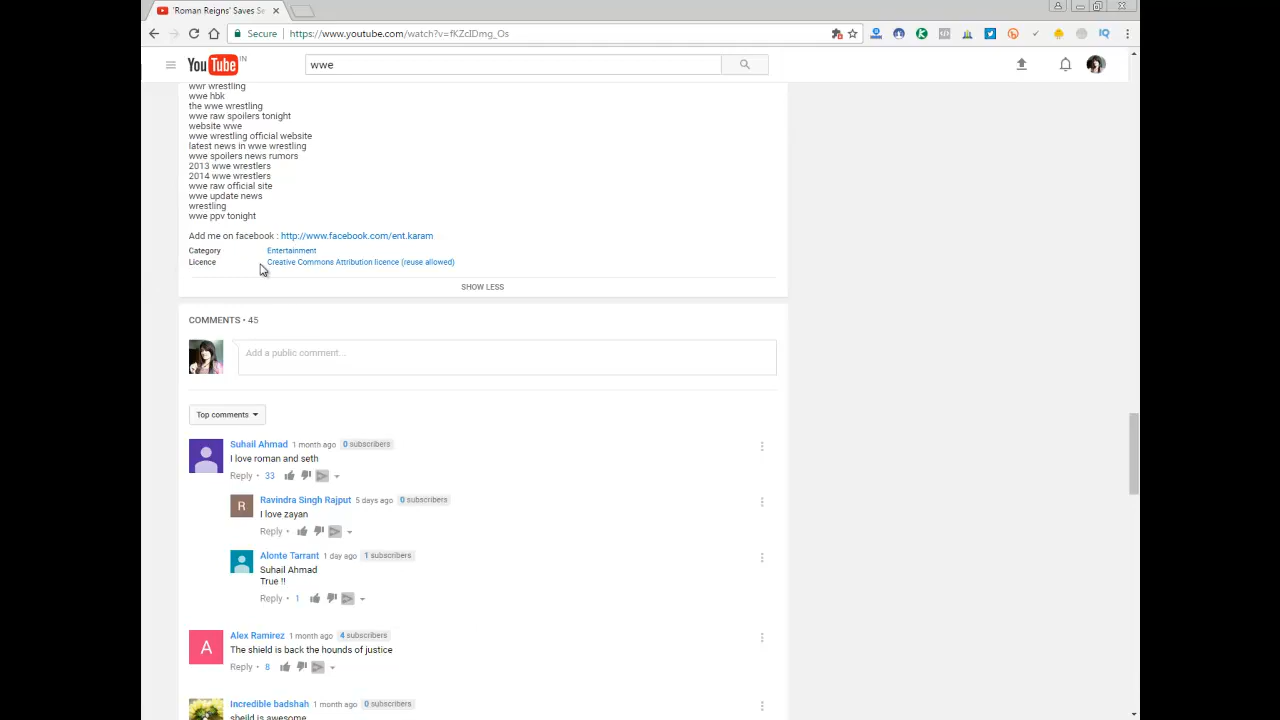 'Roman Reigns' Saves Se
Secure https://www.youtube.com/watch?v=fKZcIDmg_Os
YouTube IN
wwe
wwr wrestling
wwe hbk
the wwe wrestling
wwe raw spoilers tonight
website wwe
wwe wrestling official website
latest news in wwe wrestling
wwe spoilers news rumors
2013 wwe wrestlers
2014 wwe wrestlers
wwe raw official site
wwe update news
wrestling
wwe ppv tonight
Add me on facebook : http://www.facebook.com/ent.karam
Category Entertainment
Licence Creative Commons Attribution licence (reuse allowed)
SHOW LESS
COMMENTS • 45
Add a public comment...
Top comments
Suhail Ahmad 1 month ago 0 subscribers
I love roman and seth
Reply • 33
R
Ravindra Singh Rajput 5 days ago 0 subscribers
I love zayan
Reply •
Alonte Tarrant 1 day ago 1 subscribers
Suhail Ahmad
True !!
Reply • 1
A
Alex Ramirez 1 month ago 4 subscribers
The shield is back the hounds of justice
Reply • 8
Incredible badshah 1 month ago 0 subscribers
sheild is awesome